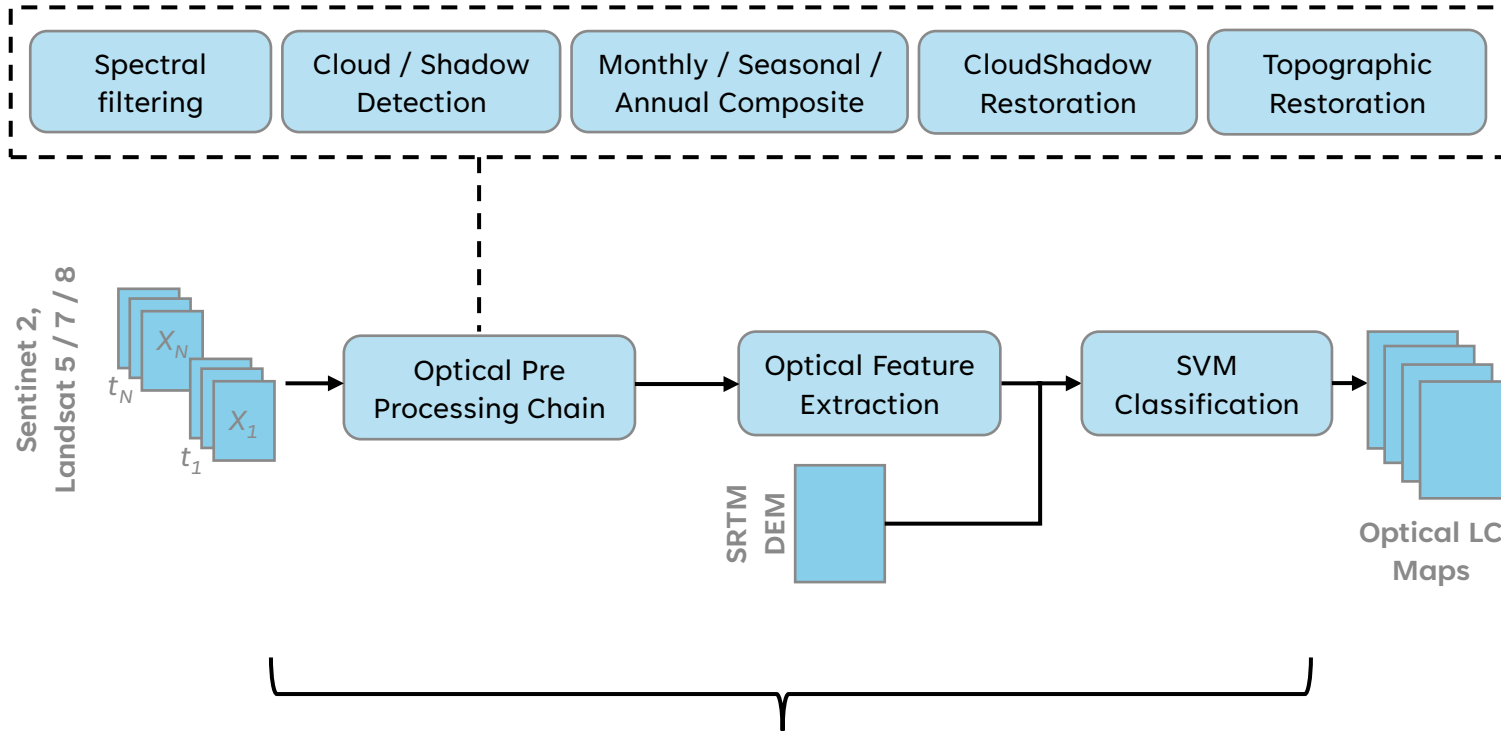 Spectral
filtering
Cloud / Shadow
Detection
Monthly / Seasonal /
Annual Composite
CloudShadow
Restoration
Topographic
Restoration
Sentinet 2,
Landsat 5 / 7 / 8
X_N
t_N
X_1
t_1
Optical Pre
Processing Chain
Optical Feature
Extraction
SVM
Classification
SRTM
DEM
Optical LC
Maps